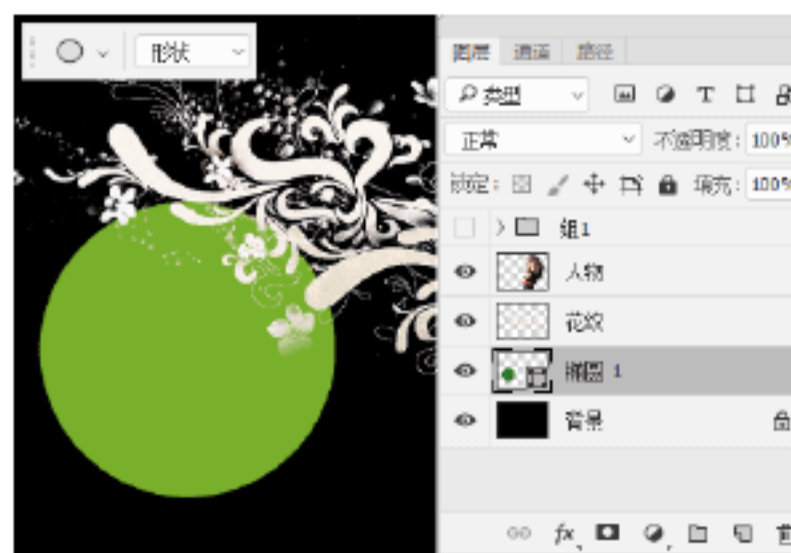 形状
图层 通道 路径
类型 T
正常 不透明度: 100%
锁定: 填充: 100%
组 1
人物
花纹
椭圆 1
背景
fx